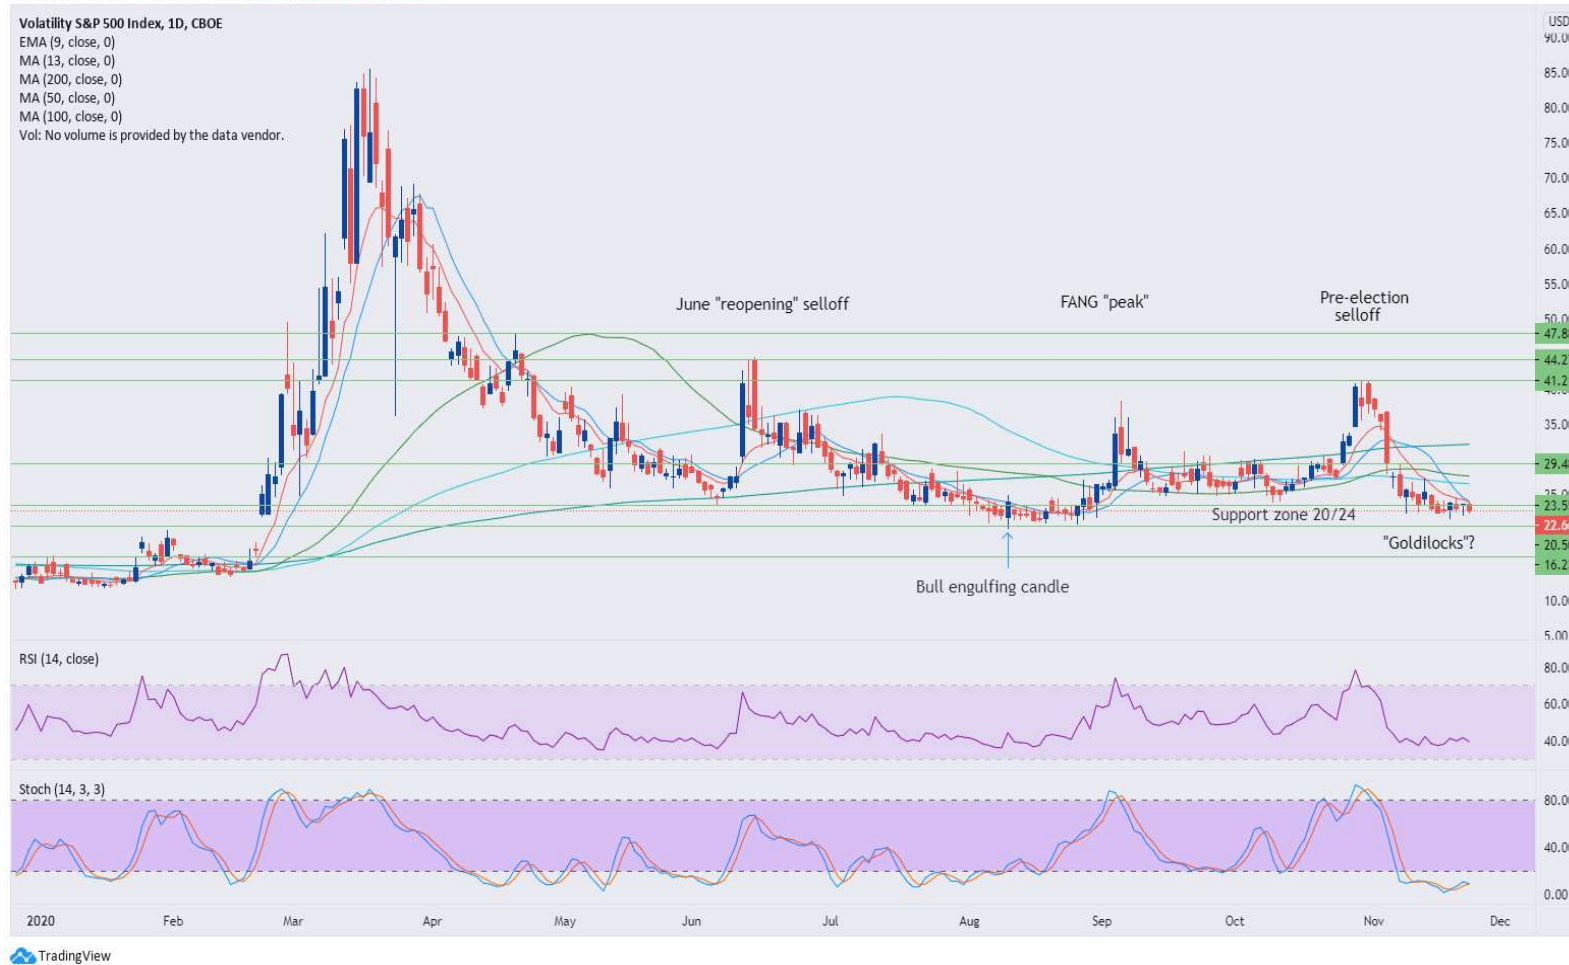 Volatility S&P 500 Index, 1D, CBOE
EMA (9, close, 0)
MA (13, close, 0)
MA (200, close, 0)
MA (50, close, 0)
MA (100, close, 0)
Vol: No volume is provided by the data vendor.
USD
90.0
85.00
80.00
75.00
70.00
65.00
60.00
55.0
50.0
47.8
44.2
41.2
35.00
29.4
25.00
23.5
22.6
20.5
16.2
10.00
5.00
June "reopening" selloff
FANG "peak"
Pre-election
selloff
Support zone 20/24
"Goldilocks"?
Bull engulfing candle
RSI (14, close)
80.00
60.00
40.00
Stoch (14, 3, 3)
80.00
40.00
0.00
2020 Feb Mar Apr May Jun Jul Aug Sep Oct Nov Dec
TradingView